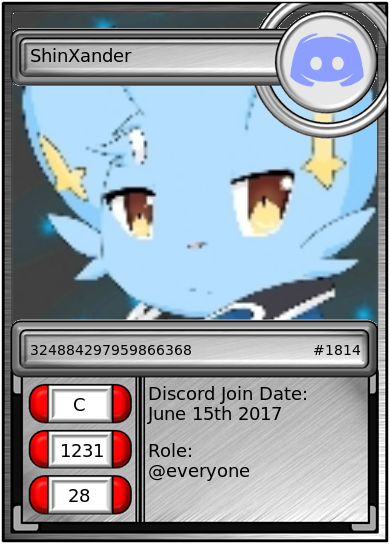 ShinXander
324884297959866368 #1814
C
1231
28
Discord Join Date:
June 15th 2017
Role:
@everyone